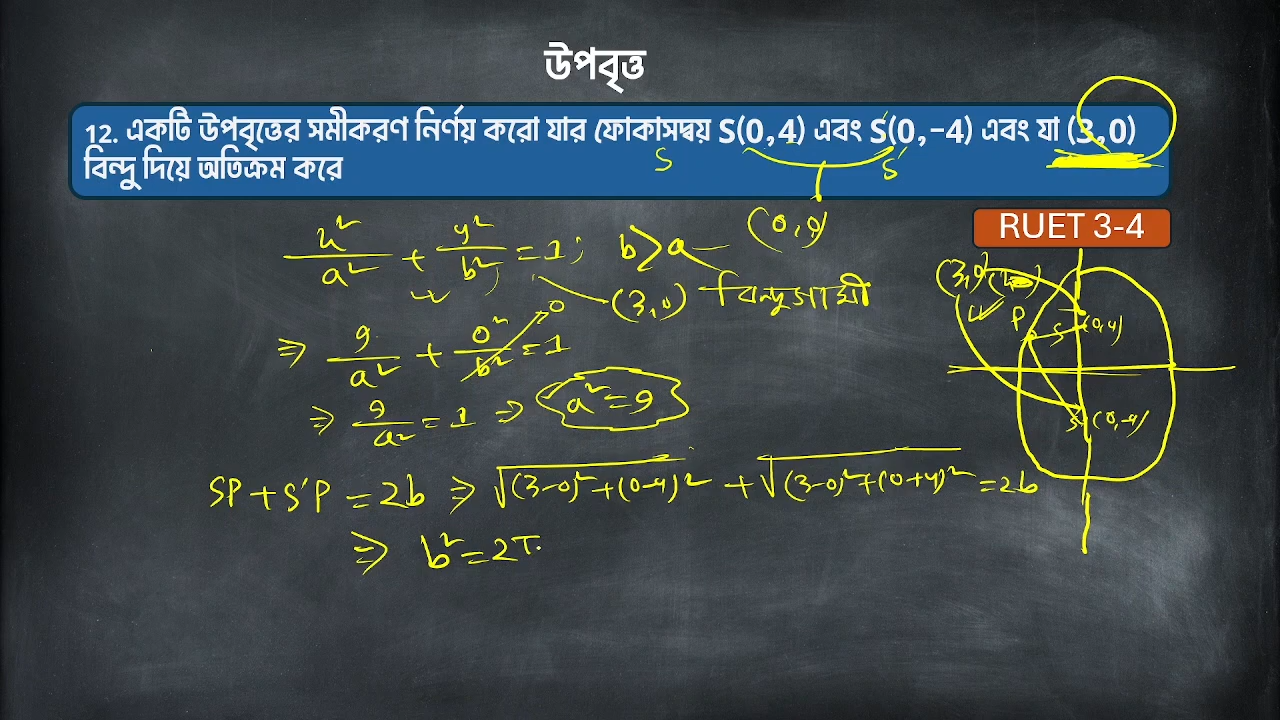 উপবৃত্ত
12. একটি উপবৃত্তের সমীকরণ নির্ণয় করো যার ফোকাসদ্বয় S(0,4) এবং Ś(0,−4) এবং যা (3,0)
বিন্দু দিয়ে অতিক্রম করে
S S′
(0,0)
RUET 3-4
x²/a² + y²/b² = 1; b>a
(3,0) বিন্দুগামী
⇒ 9/a² + 0²/b² = 1
0
⇒ 9/a² = 1 ⇒ a²=9
SP + S′P = 2b ⇒ √(3-0)²+(0-4)² + √(3-0)²+(0+4)² = 2b
⇒ b² = 2
(3,0)
P S (0,4)
S′ (0,-4)